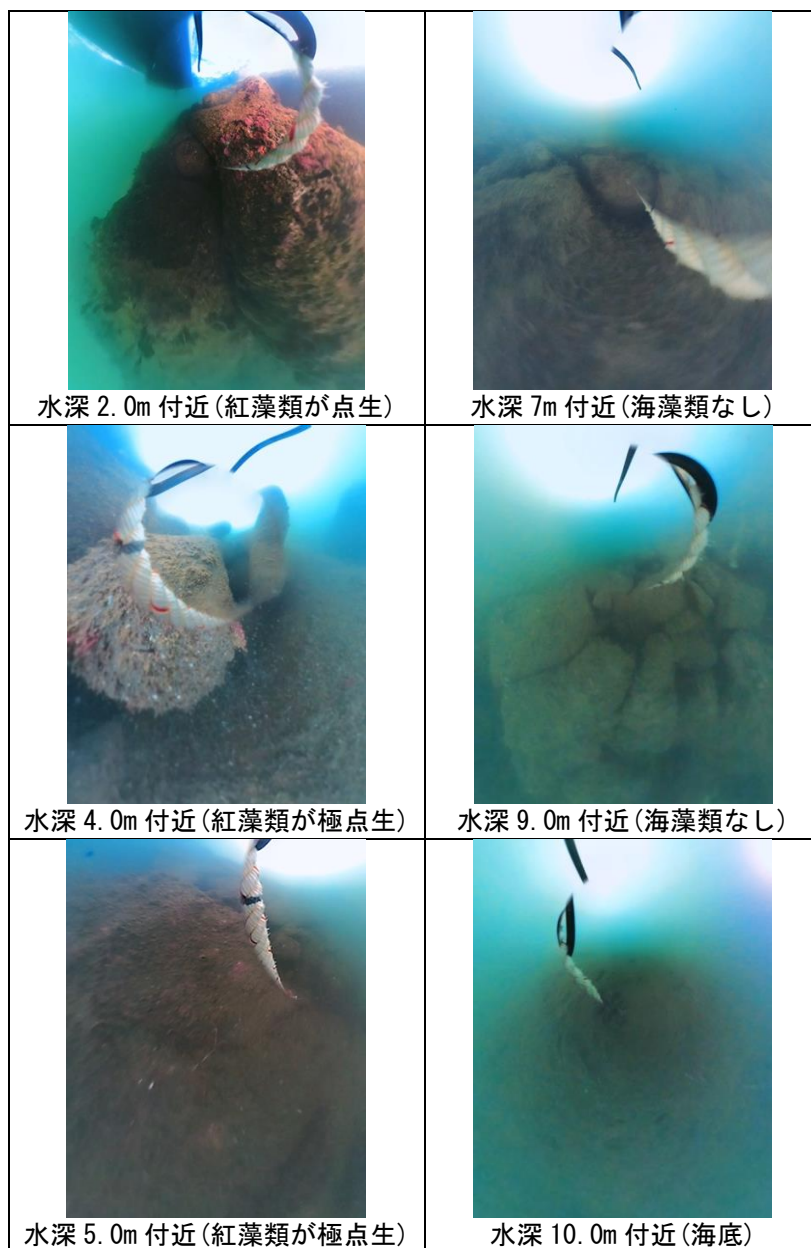 水深 2.0m 付近(紅藻類が点生)
水深 7m 付近(海藻類なし)
水深 4.0m 付近(紅藻類が極点生)
水深 9.0m 付近(海藻類なし)
水深 5.0m 付近(紅藻類が極点生)
水深 10.0m 付近(海底)